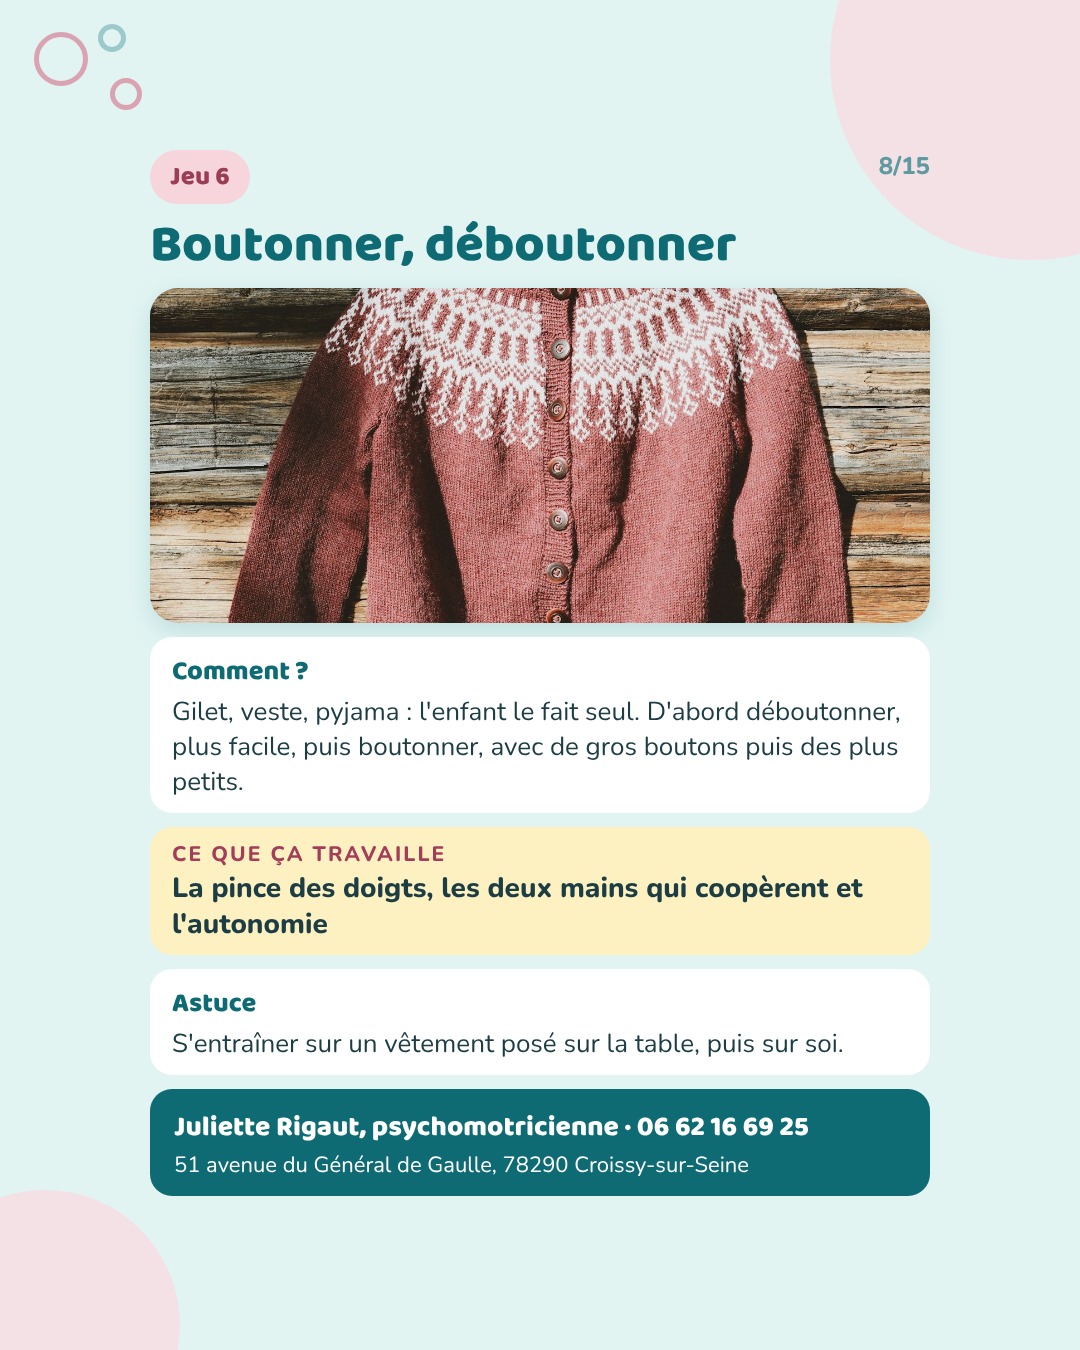 Jeu 6
8/15
Boutonner, déboutonner
Comment ?
Gilet, veste, pyjama : l'enfant le fait seul. D'abord déboutonner,
plus facile, puis boutonner, avec de gros boutons puis des plus
petits.
CE QUE ÇA TRAVAILLE
La pince des doigts, les deux mains qui coopèrent et
l'autonomie
Astuce
S'entraîner sur un vêtement posé sur la table, puis sur soi.
Juliette Rigaut, psychomotricienne · 06 62 16 69 25
51 avenue du Général de Gaulle, 78290 Croissy-sur-Seine